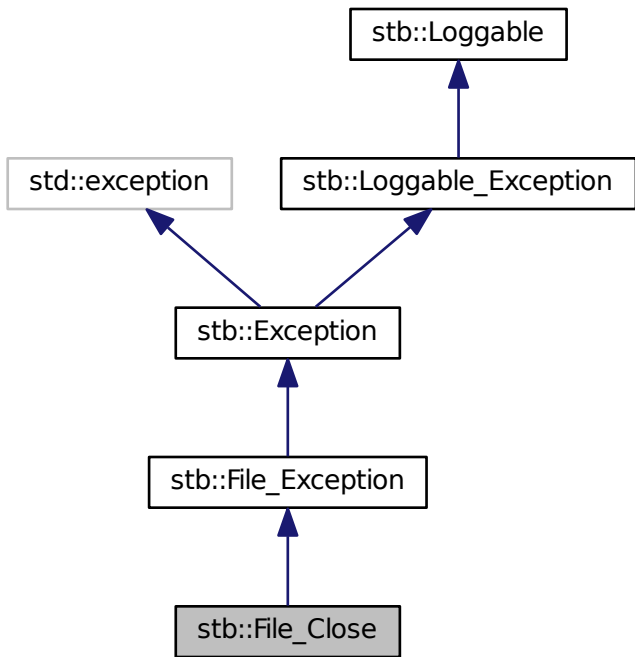 stb::Loggable
std::exception
stb::Loggable_Exception
stb::Exception
stb::File_Exception
stb::File_Close